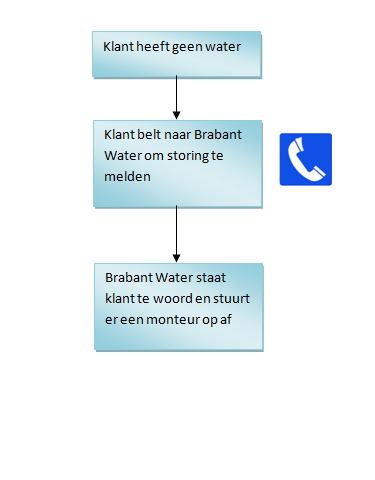 Klant heeft geen water
Klant belt naar Brabant
Water om storing te
melden
Brabant Water staat
klant te woord en stuurt
er een monteur op af